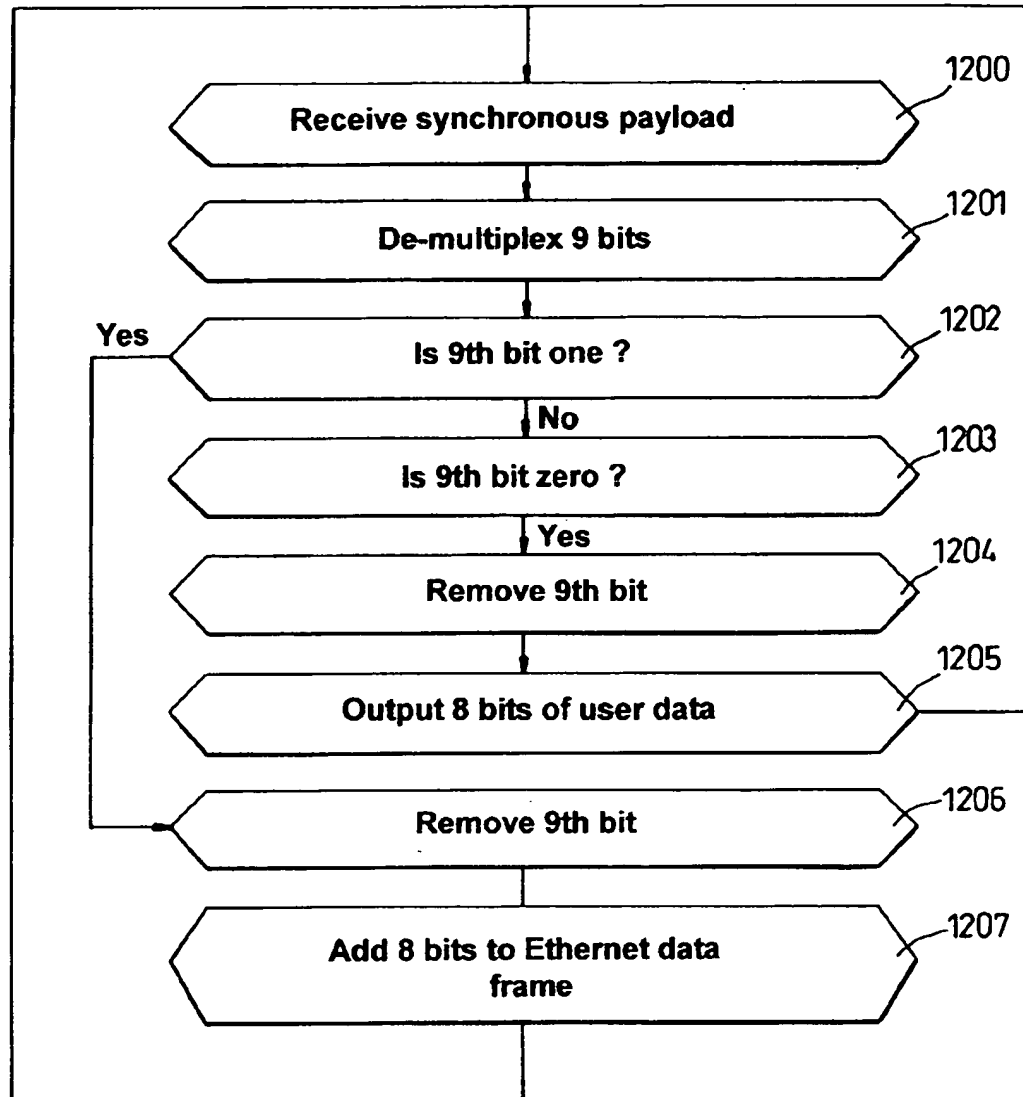 1200
Receive synchronous payload
1201
De-multiplex 9 bits
1202
Yes
Is 9th bit one ?
No
1203
Is 9th bit zero ?
Yes
1204
Remove 9th bit
1205
Output 8 bits of user data
1206
Remove 9th bit
1207
Add 8 bits to Ethernet data
frame